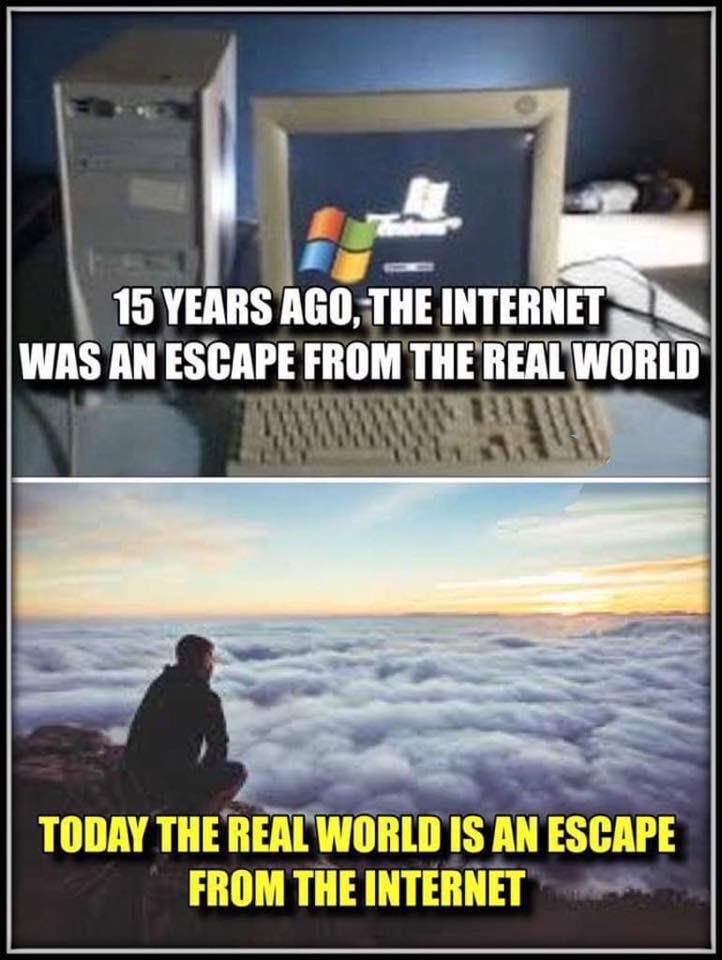 Windows
15 YEARS AGO, THE INTERNET
WAS AN ESCAPE FROM THE REAL WORLD
TODAY THE REAL WORLD IS AN ESCAPE
FROM THE INTERNET